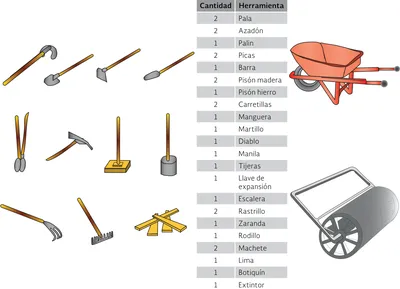 Cantidad Herramienta
2 Pala
2 Azadón
1 Palin
2 Picas
1 Barra
2 Pisón madera
1 Pisón hierro
2 Carretillas
1 Manguera
1 Martillo
1 Diablo
1 Manila
1 Tijeras
1 Llave de
expansión
1 Escalera
2 Rastrillo
1 Zaranda
1 Rodillo
2 Machete
1 Lima
1 Botiquín
1 Extintor